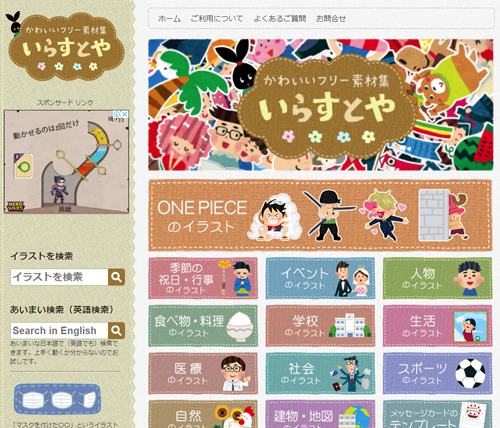 かわいいフリー素材集
いらすとや
スポンサード リンク
動かせるのは1回だけ
HERO WARS
挑戦
イラストを検索
イラストを検索
あいまい検索（英語検索）
Search in English
あいまいな日本語で（英語でも）検索で
きます。上手く動くか分からないのでお
試しです。
「マスクを付けた〇〇」というイラスト
ホーム ご利用について よくあるご質問 お問合せ
かわいいフリー素材集
いらすとや
ONE PIECE
のイラスト
季節の
祝日・行事
のイラスト
イベント
のイラスト
人物
のイラスト
食べ物・料理
のイラスト
学校
のイラスト
生活
のイラスト
医療
のイラスト
社会
のイラスト
スポーツ
のイラスト
自然
のイラスト
建物・地図
のイラスト
メッセージカードの
テンプレート